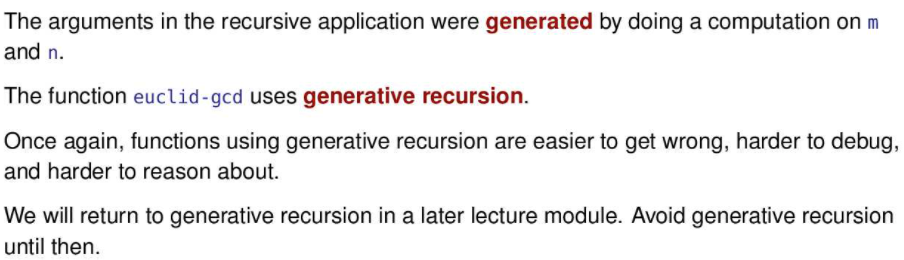 The arguments in the recursive application were generated by doing a computation on m
and n.
The function euclid-gcd uses generative recursion.
Once again, functions using generative recursion are easier to get wrong, harder to debug,
and harder to reason about.
We will return to generative recursion in a later lecture module. Avoid generative recursion
until then.